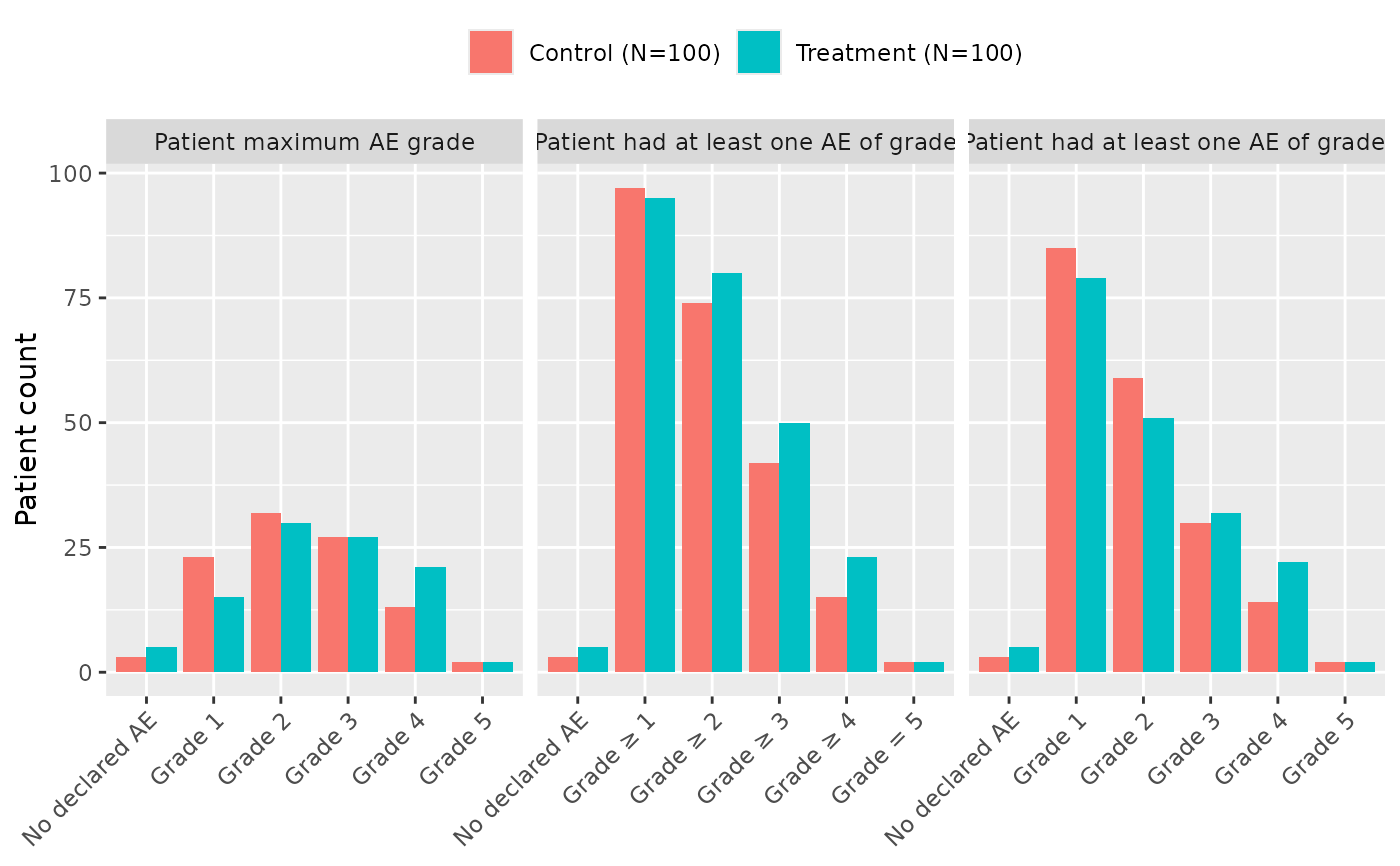 Control (N=100) Treatment (N=100)
Patient maximum AE grade
Patient had at least one AE of grade
Patient had at least one AE of grade
Patient count
100
75
50
25
0
No declared AE
Grade 1
Grade 2
Grade 3
Grade 4
Grade 5
No declared AE
Grade ≥ 1
Grade ≥ 2
Grade ≥ 3
Grade ≥ 4
Grade = 5
No declared AE
Grade 1
Grade 2
Grade 3
Grade 4
Grade 5